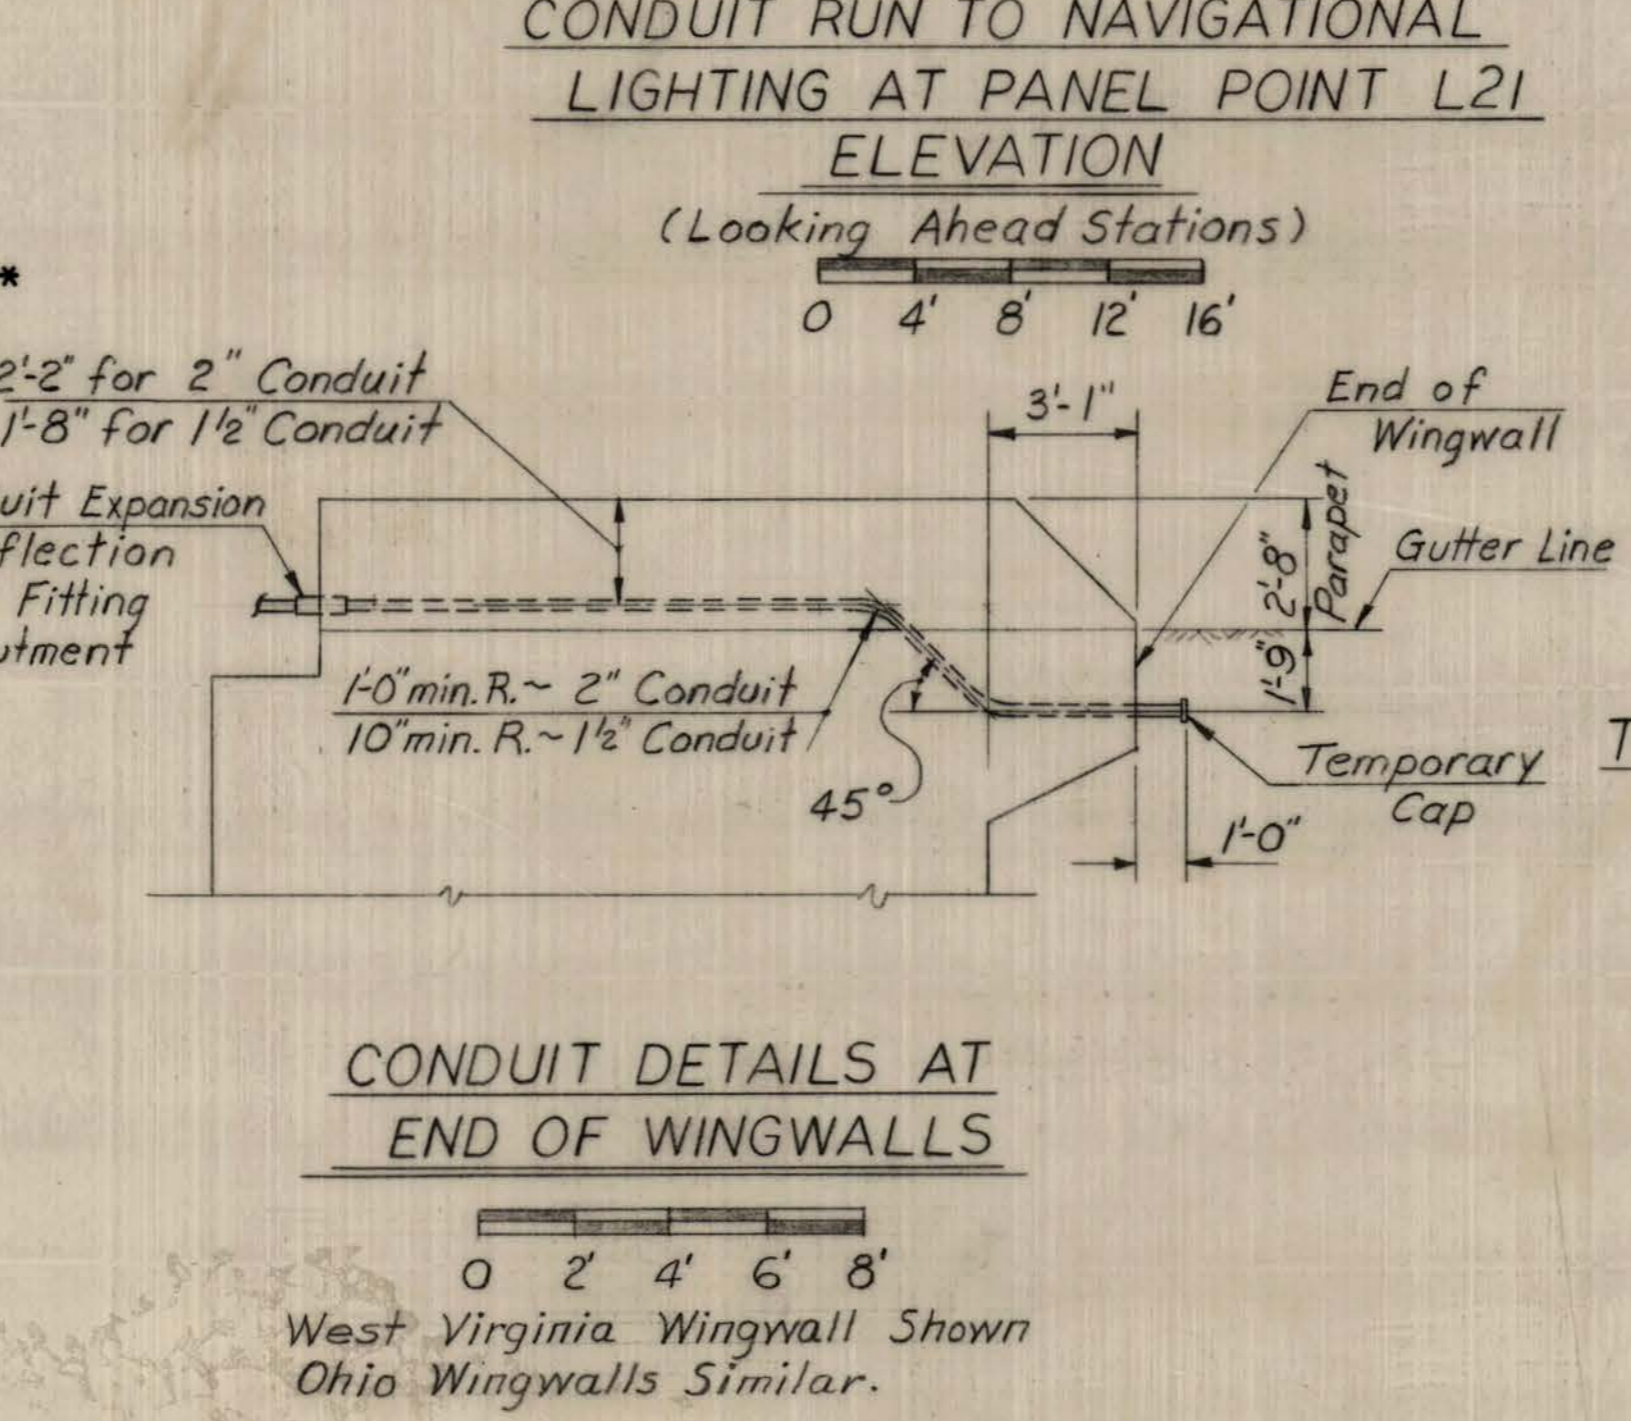 CONDUIT RUN TO NAVIGATIONAL
LIGHTING AT PANEL POINT L21
ELEVATION
(Looking Ahead Stations)
0 4' 8' 12' 16'
*
2'-2" for 2" Conduit
1'-8" for 1½" Conduit
3'-1"
End of
Wingwall
Expansion
Fitting
2'-8"
Parapet
Gutter Line
1'-9"
1'-0" min. R. ~ 2" Conduit
10" min. R. ~ 1½" Conduit
45°
Temporary
Cap
1'-0"
CONDUIT DETAILS AT
END OF WINGWALLS
0 2' 4' 6' 8'
West Virginia Wingwall Shown
Ohio Wingwalls Similar.